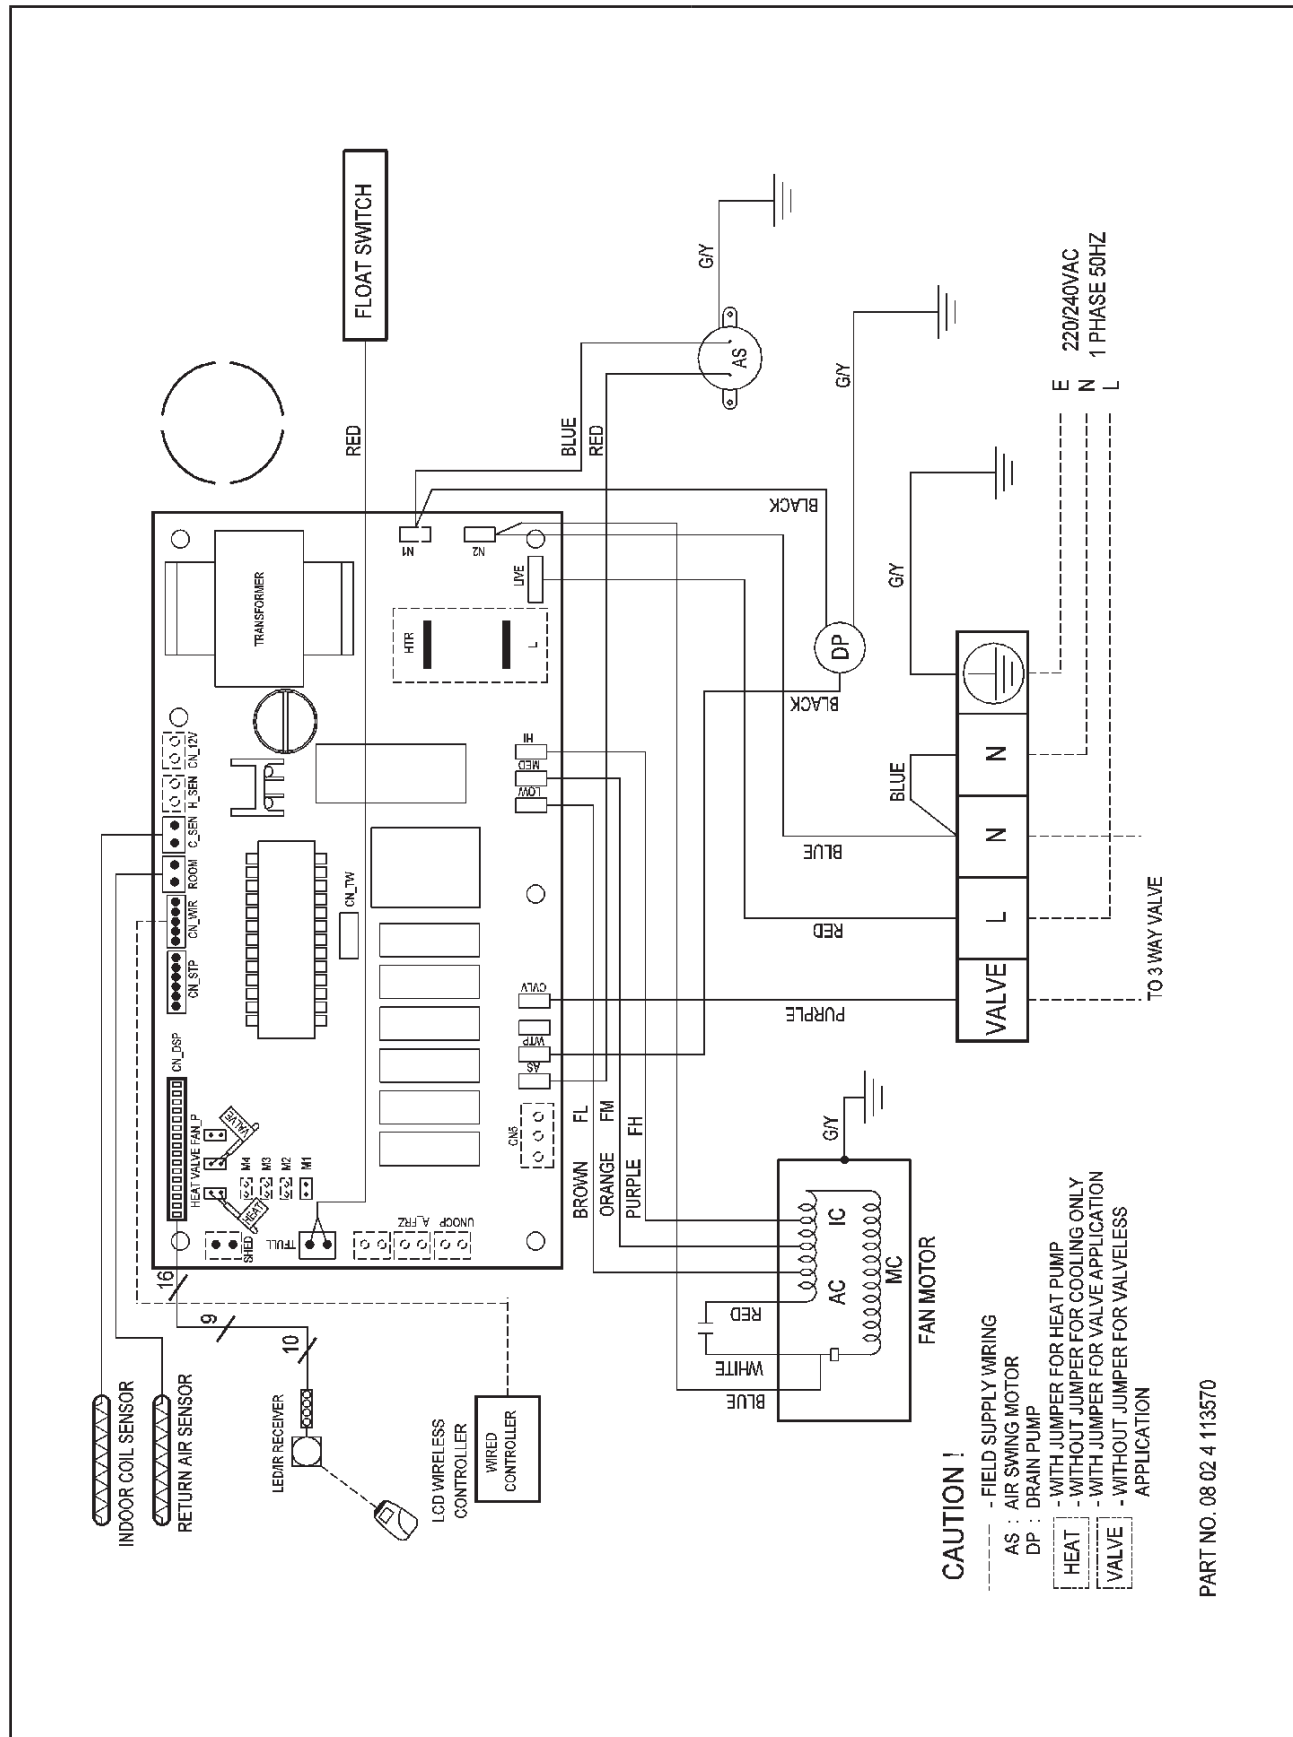 INDOOR COIL SENSOR
RETURN AIR SENSOR
LED/IR RECEIVER
LCD WIRELESS
CONTROLLER
WIRED
CONTROLLER
16
9
10
SHED
TFULL
A_FRZ
UNOCP
HEAT
VALVE
FAN_P
HEAT
VALVE
M4
M3
M2
M1
CN_DSP
CN_STP
CN_WIR
ROOM
C_SEN
H_SEN
CN_12V
CN_TW
TRANSFORMER
HTR
L
LIVE
N1
N2
HI
MED
LOW
CVLV
WTP
AS
CN5
FLOAT SWITCH
RED
BLUE
RED
AS
G/Y
BLACK
BLACK
DP
G/Y
G/Y
BLUE
BLUE
RED
PURPLE
VALVE
L
N
N
TO 3 WAY VALVE
E
N
L
220/240VAC
1 PHASE 50HZ
BROWN FL
ORANGE FM
PURPLE FH
RED
WHITE
BLUE
AC
IC
MC
FAN MOTOR
G/Y
CAUTION !
- FIELD SUPPLY WIRING
AS : AIR SWING MOTOR
DP : DRAIN PUMP
HEAT
- WITH JUMPER FOR HEAT PUMP
- WITHOUT JUMPER FOR COOLING ONLY
VALVE
- WITH JUMPER FOR VALVE APPLICATION
- WITHOUT JUMPER FOR VALVELESS
APPLICATION
PART NO. 08 02 4 113570